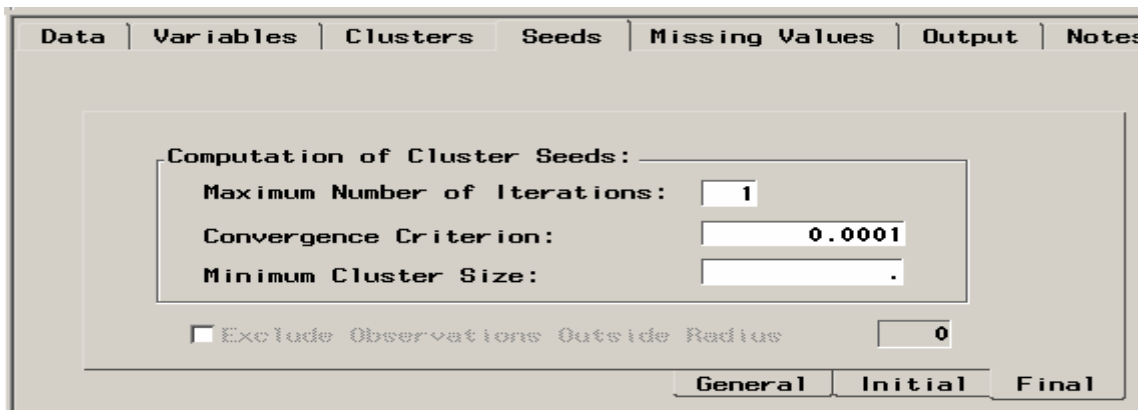 Data Variables Clusters Seeds Missing Values Output Notes
Computation of Cluster Seeds:
Maximum Number of Iterations: 1
Convergence Criterion: 0.0001
Minimum Cluster Size: .
Exclude Observations Outside Radius 0
General Initial Final